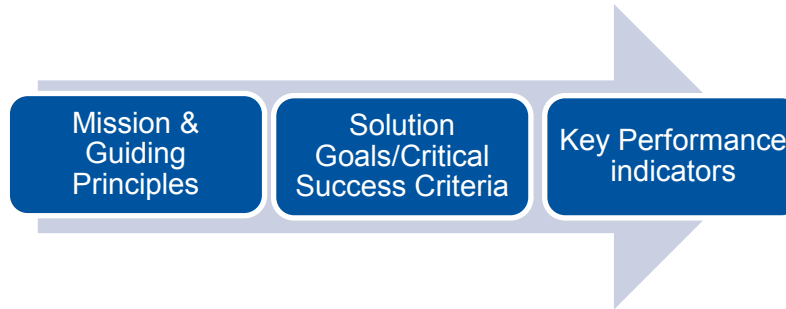 Mission &
Guiding
Principles
Solution
Goals/Critical
Success Criteria
Key Performance
indicators